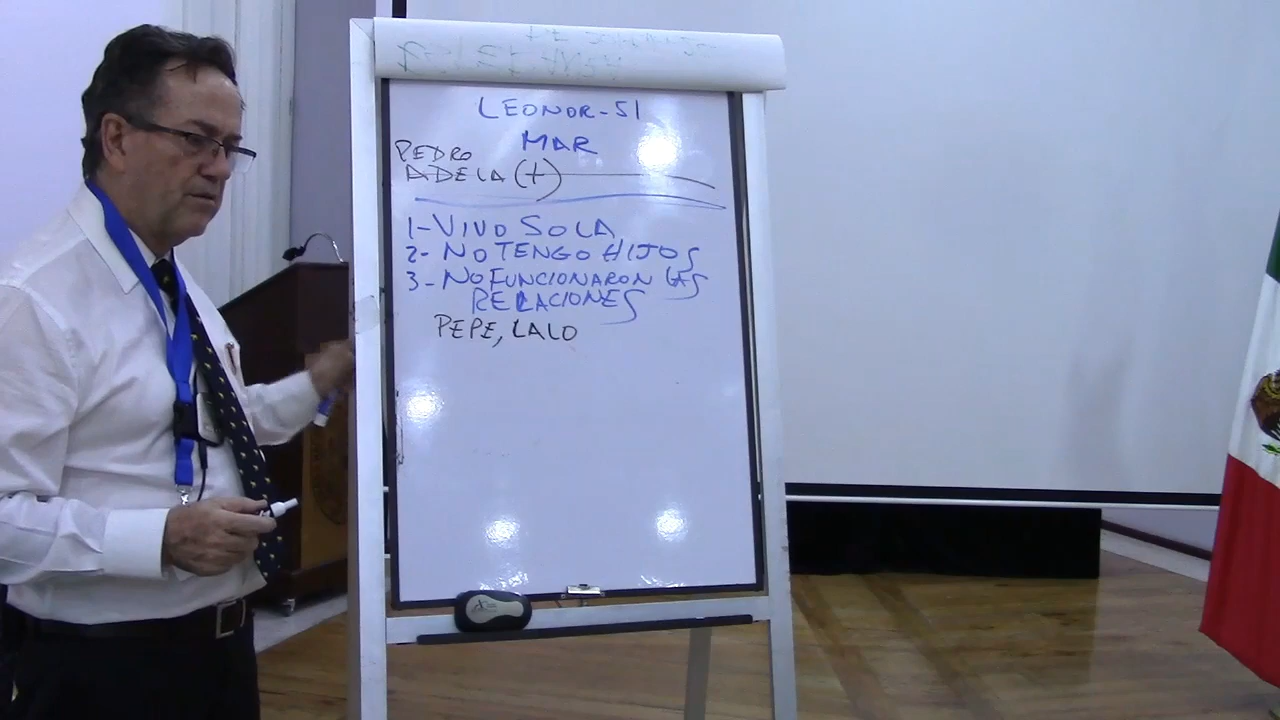 LEONOR-51
MAR
PEDRO
ADELA (+)
1-VIVO SOLA
2-NO TENGO HIJOS
3-NO FUNCIONARON LAS
RELACIONES
PEPE, LALO